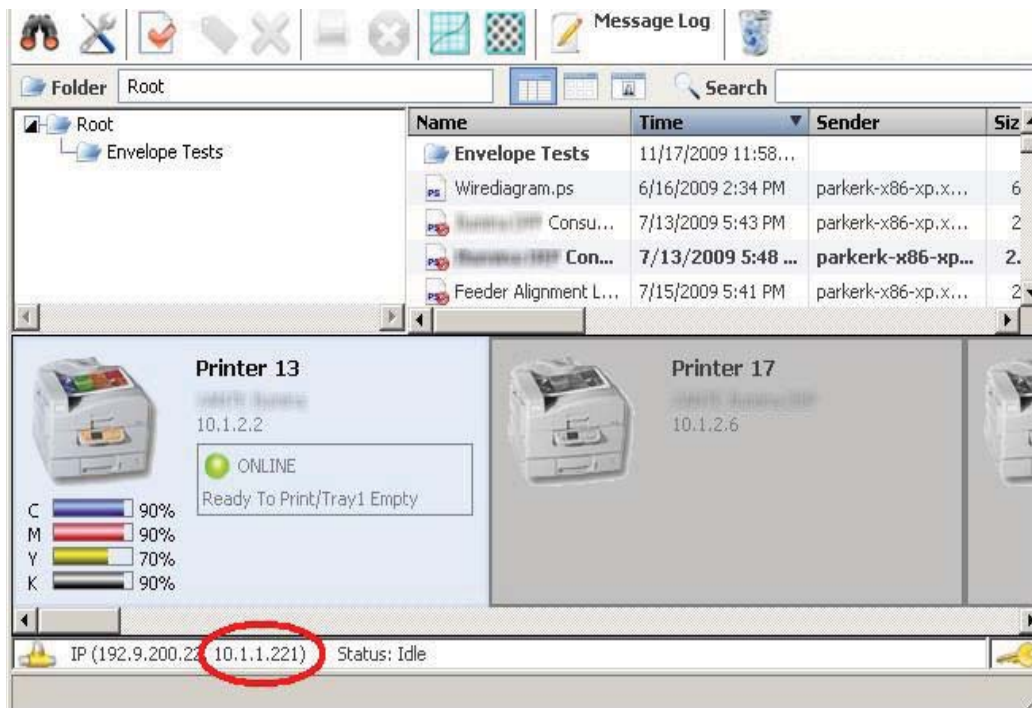 Message Log
Folder Root Search
Root
Envelope Tests
Name Time Sender Siz
Envelope Tests 11/17/2009 11:58...
PS Wirediagram.ps 6/16/2009 2:34 PM parkerk-x86-xp.x... 6
PS Consu... 7/13/2009 5:43 PM parkerk-x86-xp.x... 2
PS Con... 7/13/2009 5:48 ... parkerk-x86-xp... 2.
PS Feeder Alignment L... 7/15/2009 5:41 PM parkerk-x86-xp.x... 2
Printer 13
10.1.2.2
ONLINE
Ready To Print/Tray1 Empty
C 90%
M 90%
Y 70%
K 90%
Printer 17
10.1.2.6
IP (192.9.200.22, 10.1.1.221) Status: Idle